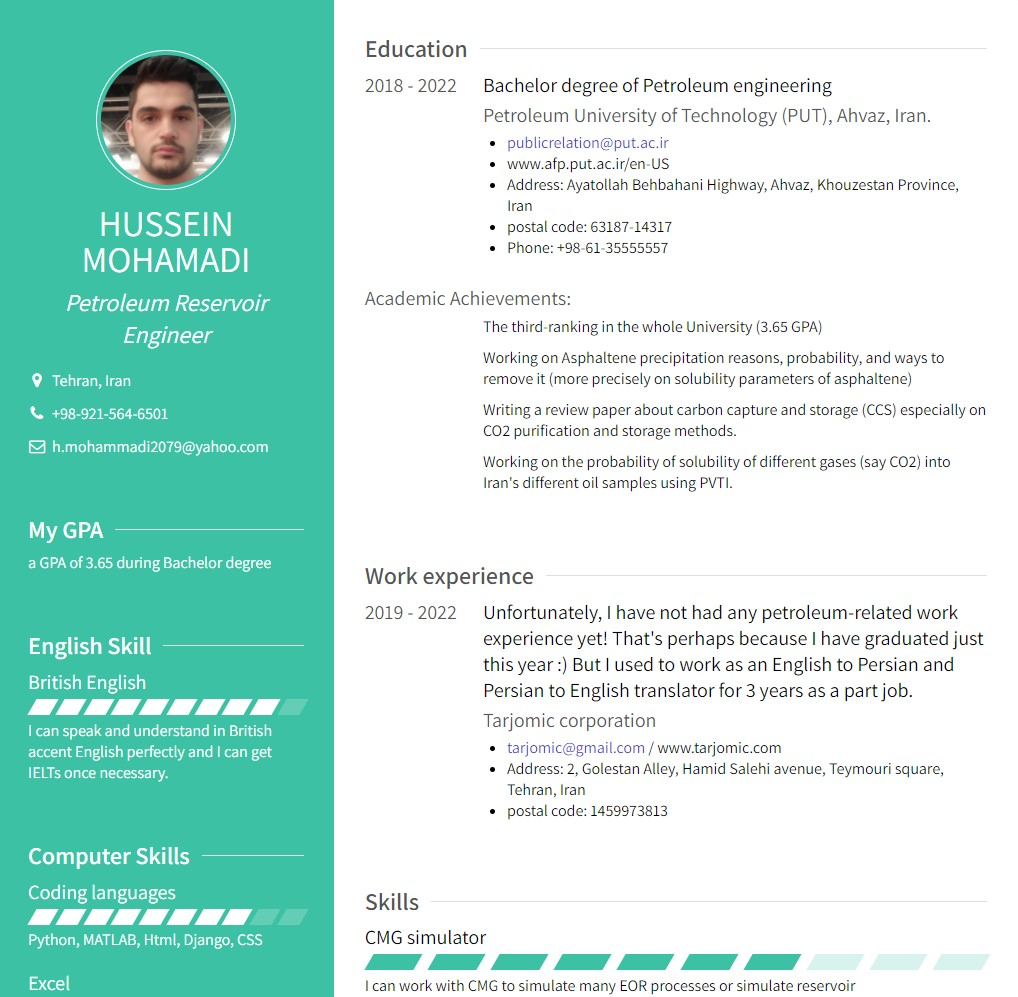 HUSSEIN
MOHAMADI
Petroleum Reservoir
Engineer
Tehran, Iran
+98-921-564-6501
h.mohammadi2079@yahoo.com
My GPA
a GPA of 3.65 during Bachelor degree
English Skill
British English
I can speak and understand in British
accent English perfectly and I can get
IELTs once necessary.
Computer Skills
Coding languages
Python, MATLAB, Html, Django, CSS
Excel
Education
2018 - 2022
Bachelor degree of Petroleum engineering
Petroleum University of Technology (PUT), Ahvaz, Iran.
publicrelation@put.ac.ir
www.afp.put.ac.ir/en-US
Address: Ayatollah Behbahani Highway, Ahvaz, Khouzestan Province,
Iran
postal code: 63187-14317
Phone: +98-61-35555557
Academic Achievements:
The third-ranking in the whole University (3.65 GPA)
Working on Asphaltene precipitation reasons, probability, and ways to
remove it (more precisely on solubility parameters of asphaltene)
Writing a review paper about carbon capture and storage (CCS) especially on
CO2 purification and storage methods.
Working on the probability of solubility of different gases (say CO2) into
Iran's different oil samples using PVTI.
Work experience
2019 - 2022
Unfortunately, I have not had any petroleum-related work
experience yet! That's perhaps because I have graduated just
this year :) But I used to work as an English to Persian and
Persian to English translator for 3 years as a part job.
Tarjomic corporation
tarjomic@gmail.com / www.tarjomic.com
Address: 2, Golestan Alley, Hamid Salehi avenue, Teymouri square,
Tehran, Iran
postal code: 1459973813
Skills
CMG simulator
I can work with CMG to simulate many EOR processes or simulate reservoir